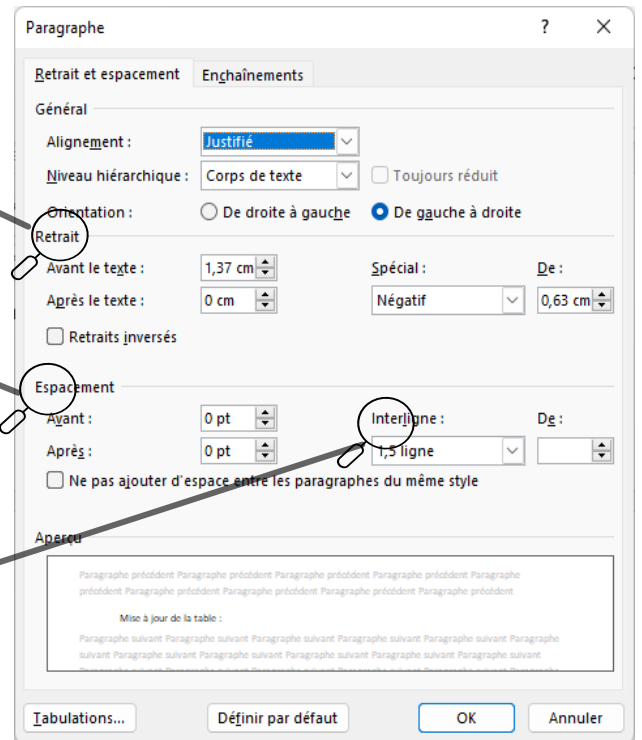 Paragraphe ? ×
Retrait et espacement Enchaînements
Général
Alignement : Justifié
Niveau hiérarchique : Corps de texte Toujours réduit
Orientation : De droite à gauche De gauche à droite
Retrait
Avant le texte : 1,37 cm Spécial : De :
Après le texte : 0 cm Négatif 0,63 cm
Retraits inversés
Espacement
Avant : 0 pt Interligne : De :
Après : 0 pt 1,5 ligne
Ne pas ajouter d'espace entre les paragraphes du même style
Aperçu
Paragraphe précédent Paragraphe précédent Paragraphe précédent Paragraphe précédent Paragraphe
précédent Paragraphe précédent Paragraphe précédent Paragraphe précédent Paragraphe précédent
Mise à jour de la table :
Paragraphe suivant Paragraphe suivant Paragraphe suivant Paragraphe suivant Paragraphe
suivant Paragraphe suivant Paragraphe suivant Paragraphe suivant Paragraphe suivant
Tabulations... Définir par défaut OK Annuler